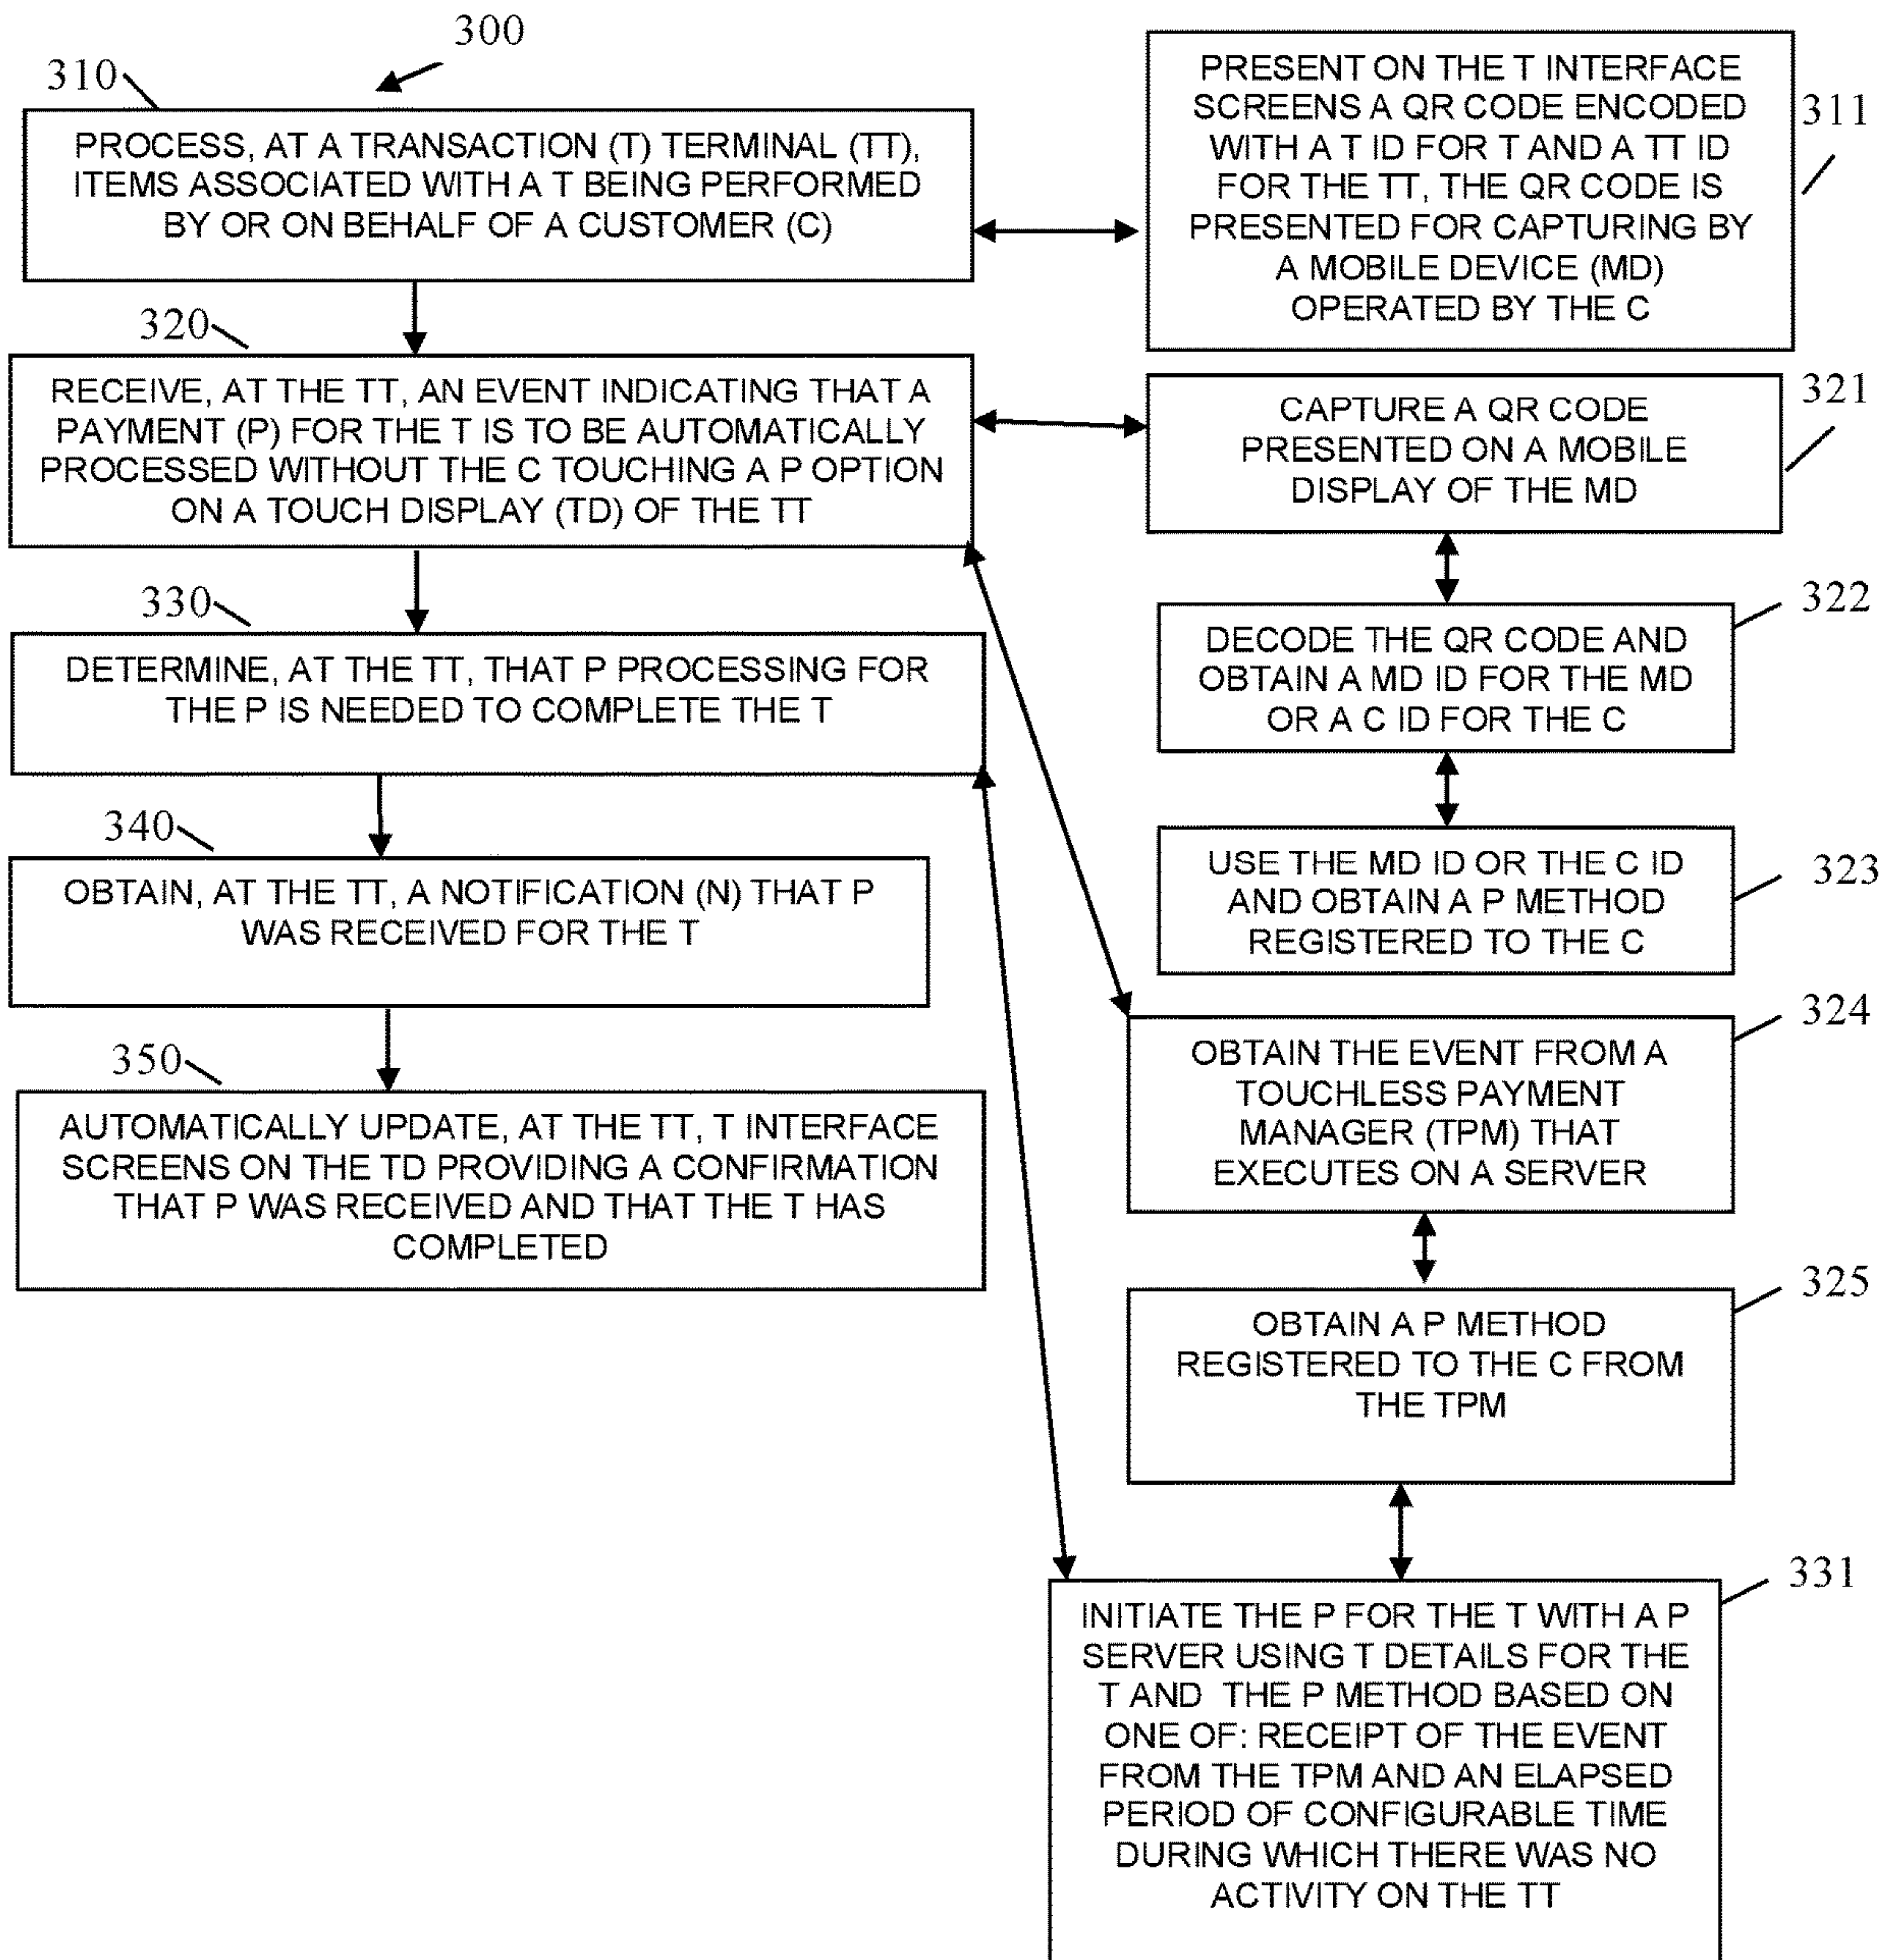 300
310
PROCESS, AT A TRANSACTION (T) TERMINAL (TT),
ITEMS ASSOCIATED WITH A T BEING PERFORMED
BY OR ON BEHALF OF A CUSTOMER (C)
311
PRESENT ON THE T INTERFACE
SCREENS A QR CODE ENCODED
WITH A T ID FOR T AND A TT ID
FOR THE TT, THE QR CODE IS
PRESENTED FOR CAPTURING BY
A MOBILE DEVICE (MD)
OPERATED BY THE C
320
RECEIVE, AT THE TT, AN EVENT INDICATING THAT A
PAYMENT (P) FOR THE T IS TO BE AUTOMATICALLY
PROCESSED WITHOUT THE C TOUCHING A P OPTION
ON A TOUCH DISPLAY (TD) OF THE TT
321
CAPTURE A QR CODE
PRESENTED ON A MOBILE
DISPLAY OF THE MD
322
DECODE THE QR CODE AND
OBTAIN A MD ID FOR THE MD
OR A C ID FOR THE C
323
USE THE MD ID OR THE C ID
AND OBTAIN A P METHOD
REGISTERED TO THE C
324
OBTAIN THE EVENT FROM A
TOUCHLESS PAYMENT
MANAGER (TPM) THAT
EXECUTES ON A SERVER
325
OBTAIN A P METHOD
REGISTERED TO THE C FROM
THE TPM
330
DETERMINE, AT THE TT, THAT P PROCESSING FOR
THE P IS NEEDED TO COMPLETE THE T
331
INITIATE THE P FOR THE T WITH A P
SERVER USING T DETAILS FOR THE
T AND THE P METHOD BASED ON
ONE OF: RECEIPT OF THE EVENT
FROM THE TPM AND AN ELAPSED
PERIOD OF CONFIGURABLE TIME
DURING WHICH THERE WAS NO
ACTIVITY ON THE TT
340
OBTAIN, AT THE TT, A NOTIFICATION (N) THAT P
WAS RECEIVED FOR THE T
350
AUTOMATICALLY UPDATE, AT THE TT, T INTERFACE
SCREENS ON THE TD PROVIDING A CONFIRMATION
THAT P WAS RECEIVED AND THAT THE T HAS
COMPLETED